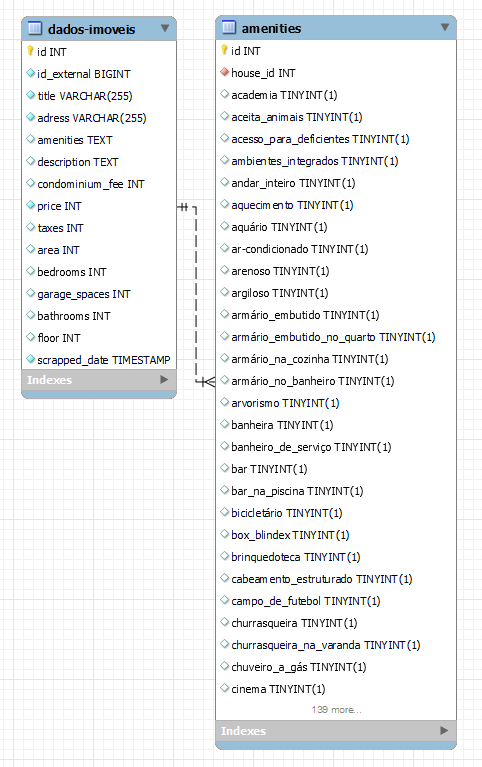 dados-imoveis
id INT
id_external BIGINT
title VARCHAR(255)
adress VARCHAR(255)
amenities TEXT
description TEXT
condominium_fee INT
price INT
taxes INT
area INT
bedrooms INT
garage_spaces INT
bathrooms INT
floor INT
scrapped_date TIMESTAMP
Indexes
amenities
id INT
house_id INT
academia TINYINT(1)
aceita_animais TINYINT(1)
acesso_para_deficientes TINYINT(1)
ambientes_integrados TINYINT(1)
andar_inteiro TINYINT(1)
aquecimento TINYINT(1)
aquário TINYINT(1)
ar-condicionado TINYINT(1)
arenoso TINYINT(1)
argiloso TINYINT(1)
armário_embutido TINYINT(1)
armário_embutido_no_quarto TINYINT(1)
armário_na_cozinha TINYINT(1)
armário_no_banheiro TINYINT(1)
arvorismo TINYINT(1)
banheira TINYINT(1)
banheiro_de_serviço TINYINT(1)
bar TINYINT(1)
bar_na_piscina TINYINT(1)
bicicletário TINYINT(1)
box_blindex TINYINT(1)
brinquedoteca TINYINT(1)
cabeamento_estruturado TINYINT(1)
campo_de_futebol TINYINT(1)
churrasqueira TINYINT(1)
churrasqueira_na_varanda TINYINT(1)
chuveiro_a_gás TINYINT(1)
cinema TINYINT(1)
139 more...
Indexes